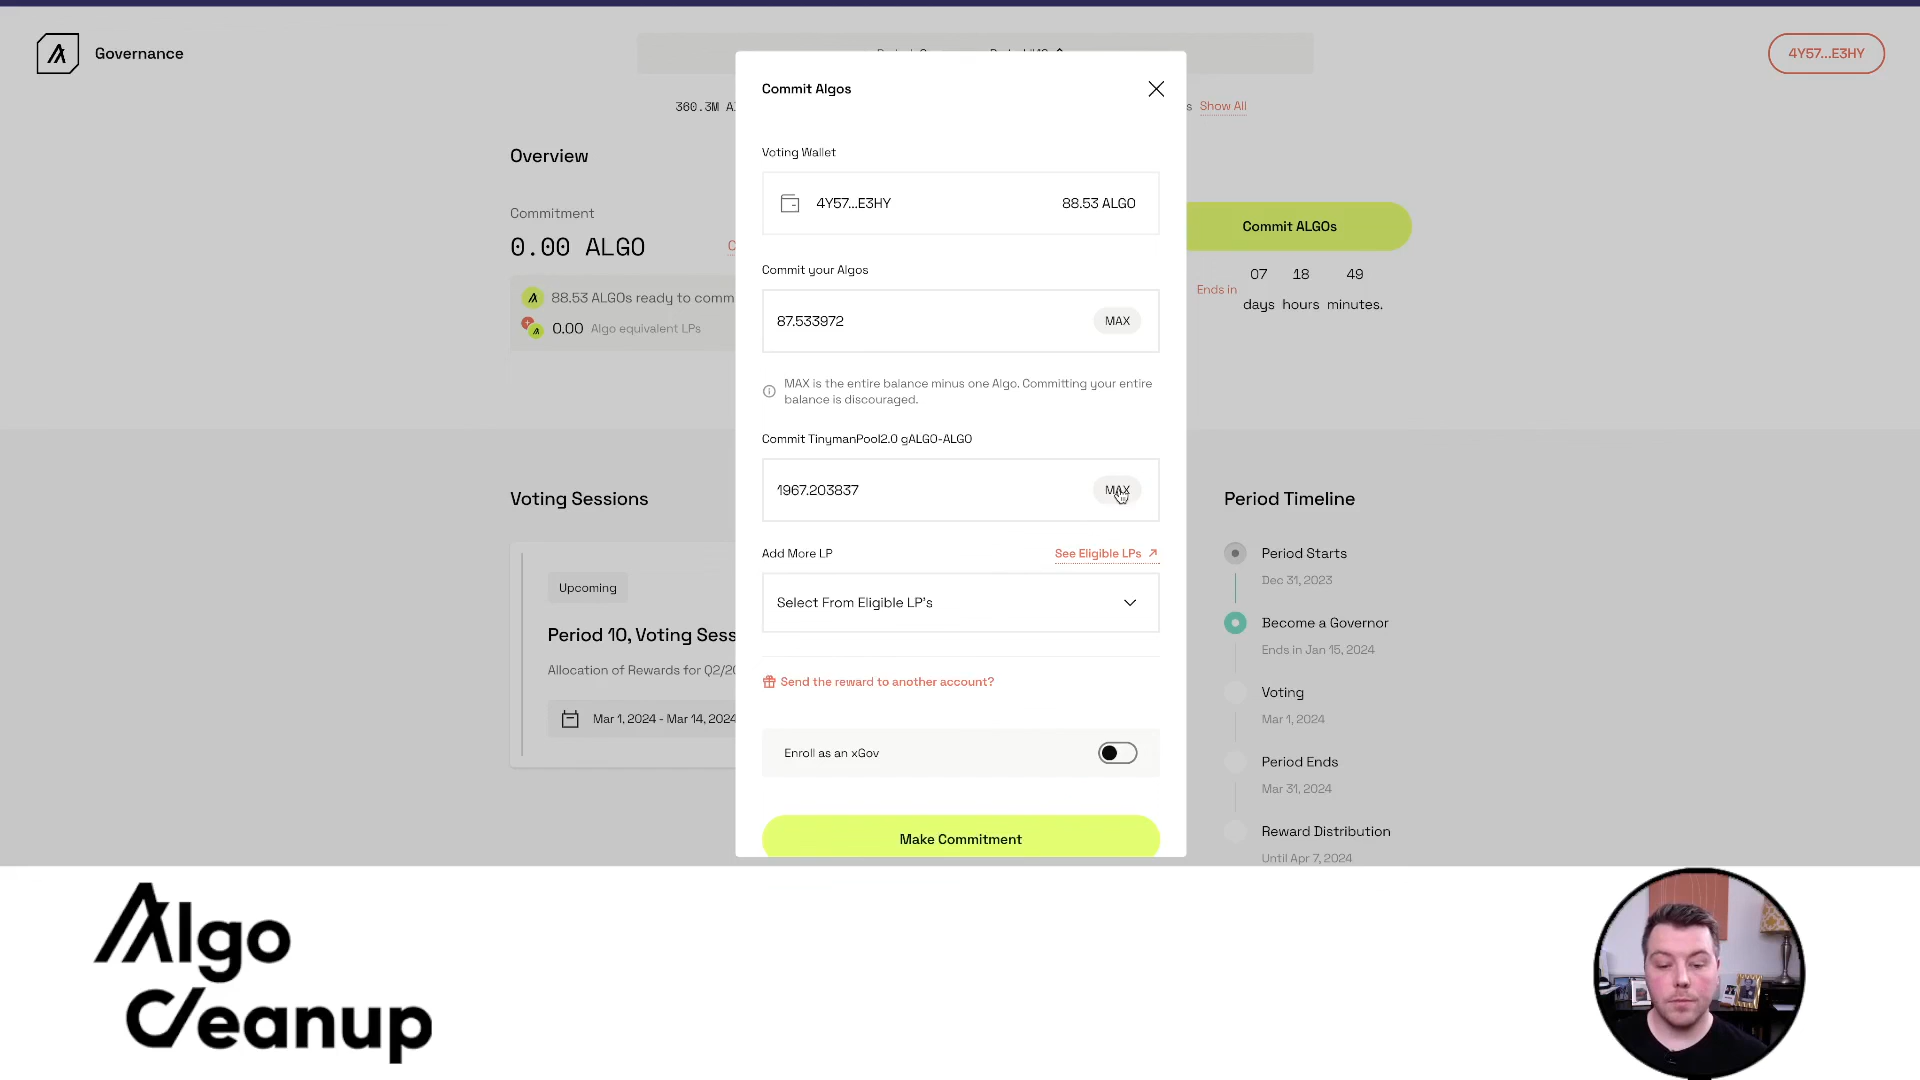 Governance
4Y57...E3HY
Commit Algos
360.3M
Show All
Overview
Voting Wallet
4Y57...E3HY
88.53 ALGO
Commitment
0.00 ALGO
Commit ALGOs
Commit your Algos
87.533972
MAX
Ends in
07 18 49
days hours minutes.
88.53 ALGOs ready to comm
0.00 Algo equivalent LPs
MAX is the entire balance minus one Algo. Committing your entire
balance is discouraged.
Commit TinymanPool2.0 gALGO-ALGO
1967.203837
MAX
Voting Sessions
Add More LP
See Eligible LPs
Select From Eligible LP's
Upcoming
Period 10, Voting Sess
Allocation of Rewards for Q2/20
Mar 1, 2024 - Mar 14, 2024
Send the reward to another account?
Enroll as an xGov
Make Commitment
Period Timeline
Period Starts
Dec 31, 2023
Become a Governor
Ends in Jan 15, 2024
Voting
Mar 1, 2024
Period Ends
Mar 31, 2024
Reward Distribution
Until Apr 7, 2024
Algo
Cleanup